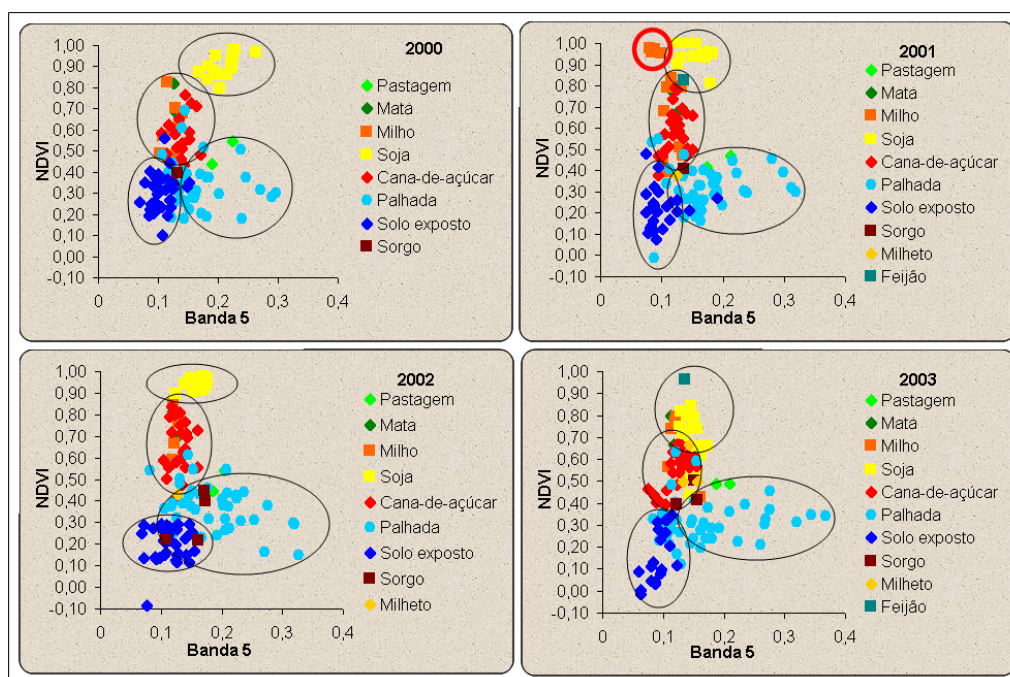 2000
1,00
0,90
0,80
0,70
0,60
0,50
0,40
0,30
0,20
0,10
0,00
-0,10
NDVI
0 0,1 0,2 0,3 0,4
Banda 5
Pastagem
Mata
Milho
Soja
Cana-de-açúcar
Palhada
Solo exposto
Sorgo
2001
1,00
0,90
0,80
0,70
0,60
0,50
0,40
0,30
0,20
0,10
0,00
-0,10
NDVI
0 0,1 0,2 0,3 0,4
Banda 5
Pastagem
Mata
Milho
Soja
Cana-de-açúcar
Palhada
Solo exposto
Sorgo
Milheto
Feijão
2002
1,00
0,90
0,80
0,70
0,60
0,50
0,40
0,30
0,20
0,10
0,00
-0,10
NDVI
0 0,1 0,2 0,3 0,4
Banda 5
Pastagem
Mata
Milho
Soja
Cana-de-açúcar
Palhada
Solo exposto
Sorgo
Milheto
2003
1,00
0,90
0,80
0,70
0,60
0,50
0,40
0,30
0,20
0,10
0,00
-0,10
NDVI
0 0,1 0,2 0,3 0,4
Banda 5
Pastagem
Mata
Milho
Soja
Cana-de-açúcar
Palhada
Solo exposto
Sorgo
Milheto
Feijão